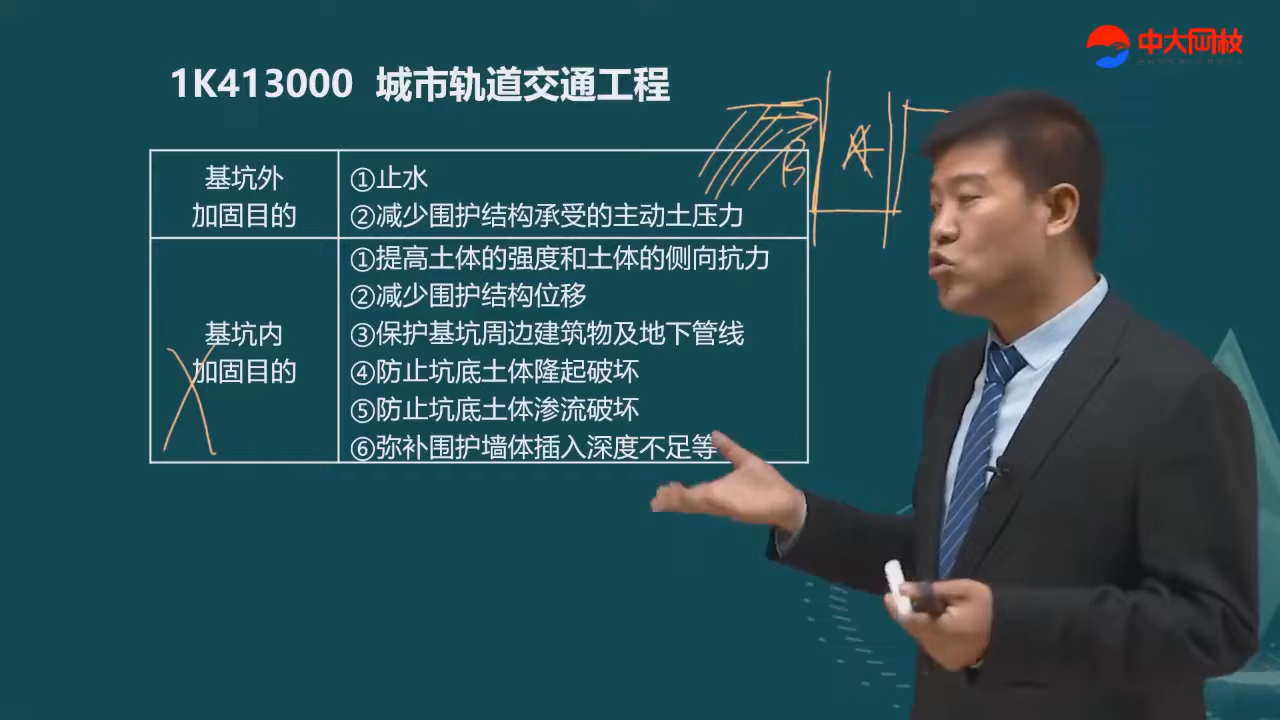 中大网校
1K413000 城市轨道交通工程
基坑外
加固目的
①止水
②减少围护结构承受的主动土压力
基坑内
加固目的
①提高土体的强度和土体的侧向抗力
②减少围护结构位移
③保护基坑周边建筑物及地下管线
④防止坑底土体隆起破坏
⑤防止坑底土体渗流破坏
⑥弥补围护墙体插入深度不足等